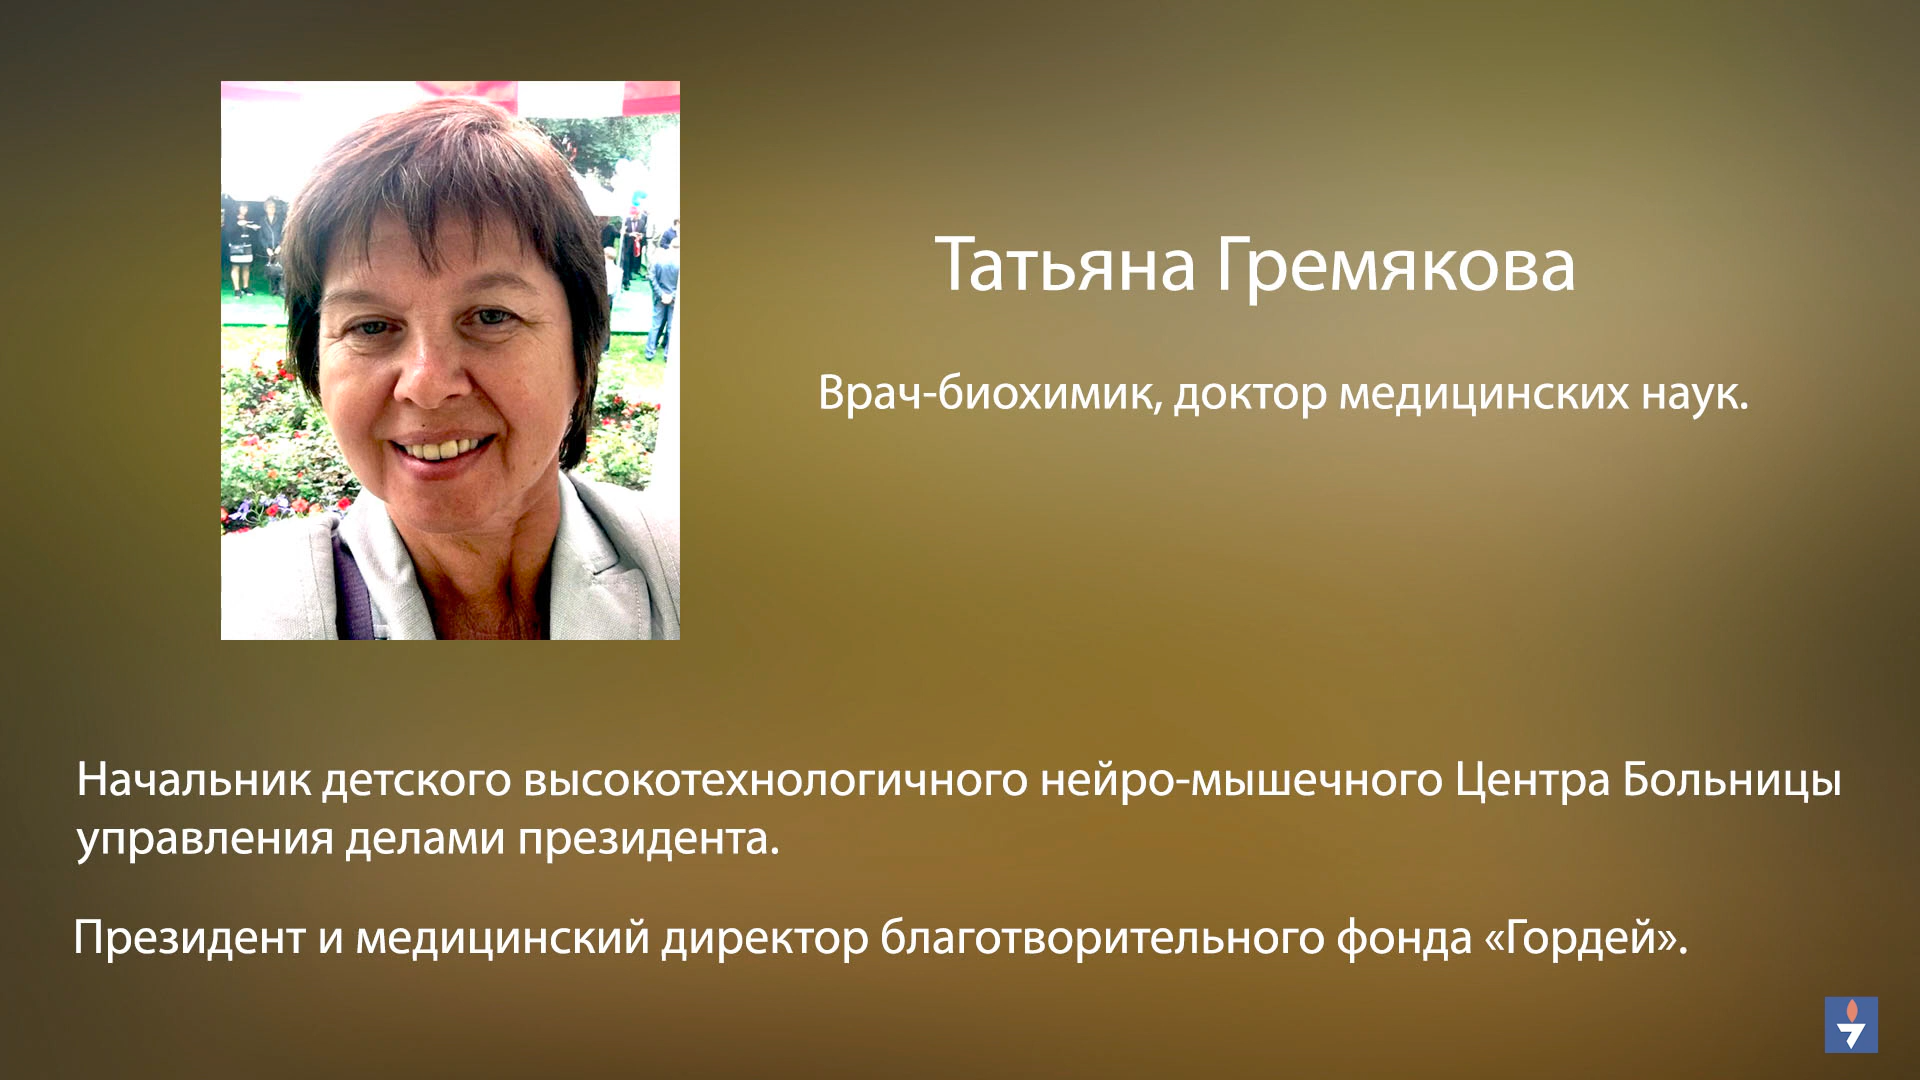 Татьяна Гремякова
Врач-биохимик, доктор медицинских наук.
Начальник детского высокотехнологичного нейро-мышечного Центра Больницы
управления делами президента.
Президент и медицинский директор благотворительного фонда «Гордей».